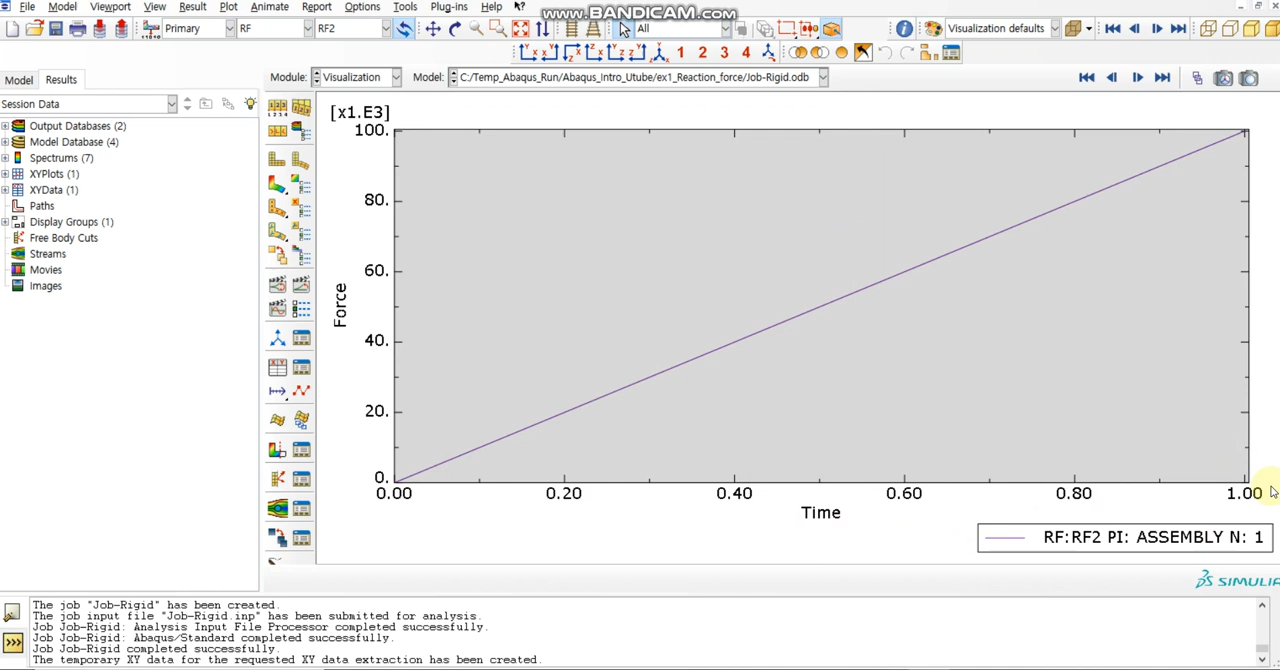 File Model Viewport View Result Plot Animate Report Options Tools Plug-ins Help
WWW.BANDICAM.COM
Primary RF RF2 All Visualization defaults
1 2 3 4
Model Results
Module: Visualization Model: C:/Temp_Abaqus_Run/Abaqus_Intro_Utube/ex1_Reaction_force/Job-Rigid.odb
Session Data
Output Databases (2)
Model Database (4)
Spectrums (7)
XYPlots (1)
XYData (1)
Paths
Display Groups (1)
Free Body Cuts
Streams
Movies
Images
[x1.E3]
100.
80.
60.
40.
20.
0.
Force
0.00 0.20 0.40 0.60 0.80 1.00
Time
RF:RF2 PI: ASSEMBLY N: 1
SIMULIA
The job "Job-Rigid" has been created.
The job input file "Job-Rigid.inp" has been submitted for analysis.
Job Job-Rigid: Analysis Input File Processor completed successfully.
Job Job-Rigid: Abaqus/Standard completed successfully.
Job Job-Rigid completed successfully.
The temporary XY data for the requested XY data extraction has been created.